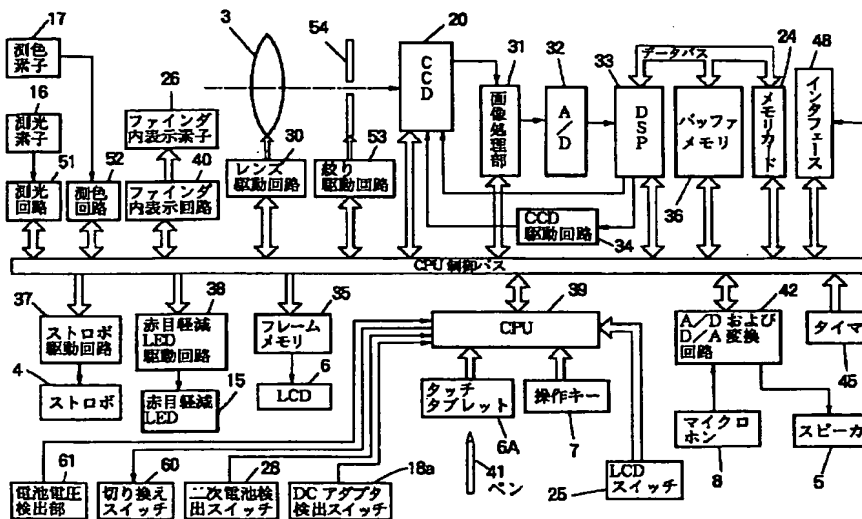 17
測色
素子
16
測光
素子
51
測光
回路
52
測色
回路
26
ファインダ
内表示素子
40
ファインダ
内表示回路
3
30
レンズ
駆動回路
54
53
絞り
駆動回路
20
CCD
31
画像処理部
32
A/D
33
DSP
データバス
36
バッファ
メモリ
24
メモリカード
48
インタフェース
CCD
駆動回路
34
CPU制御バス
37
ストロボ
駆動回路
4
ストロボ
38
赤目軽減
LED
駆動回路
15
赤目軽減
LED
35
フレーム
メモリ
6
LCD
39
CPU
タッチ
タブレット
6A
操作キー
7
41
ペン
42
A/Dおよび
D/A変換
回路
タイマ
45
マイクロ
ホン
8
スピーカ
5
61
電池電圧
検出部
60
切り換え
スイッチ
28
二次電池検
出スイッチ
18a
DCアダプタ
検出スイッチ
25
LCD
スイッチ